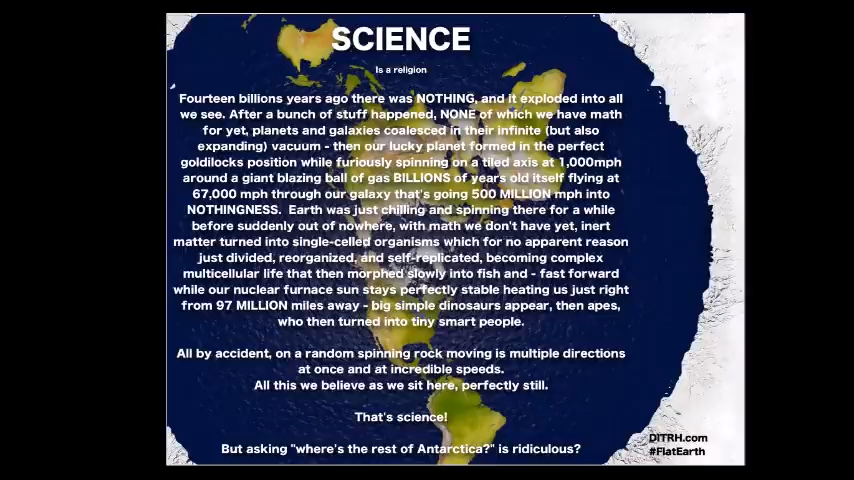 SCIENCE
Is a religion
Fourteen billions years ago there was NOTHING, and it exploded into all
we see. After a bunch of stuff happened, NONE of which we have math
for yet, planets and galaxies coalesced in their infinite (but also
expanding) vacuum - then our lucky planet formed in the perfect
goldilocks position while furiously spinning on a tiled axis at 1,000mph
around a giant blazing ball of gas BILLIONS of years old itself flying at
67,000 mph through our galaxy that's going 500 MILLION mph into
NOTHINGNESS. Earth was just chilling and spinning there for a while
before suddenly out of nowhere, with math we don't have yet, inert
matter turned into single-celled organisms which for no apparent reason
just divided, reorganized, and self-replicated, becoming complex
multicellular life that then morphed slowly into fish and - fast forward
while our nuclear furnace sun stays perfectly stable heating us just right
from 97 MILLION miles away - big simple dinosaurs appear, then apes,
who then turned into tiny smart people.
All by accident, on a random spinning rock moving is multiple directions
at once and at incredible speeds.
All this we believe as we sit here, perfectly still.
That's science!
But asking "where's the rest of Antarctica?" is ridiculous?
DITRH.com
#FlatEarth